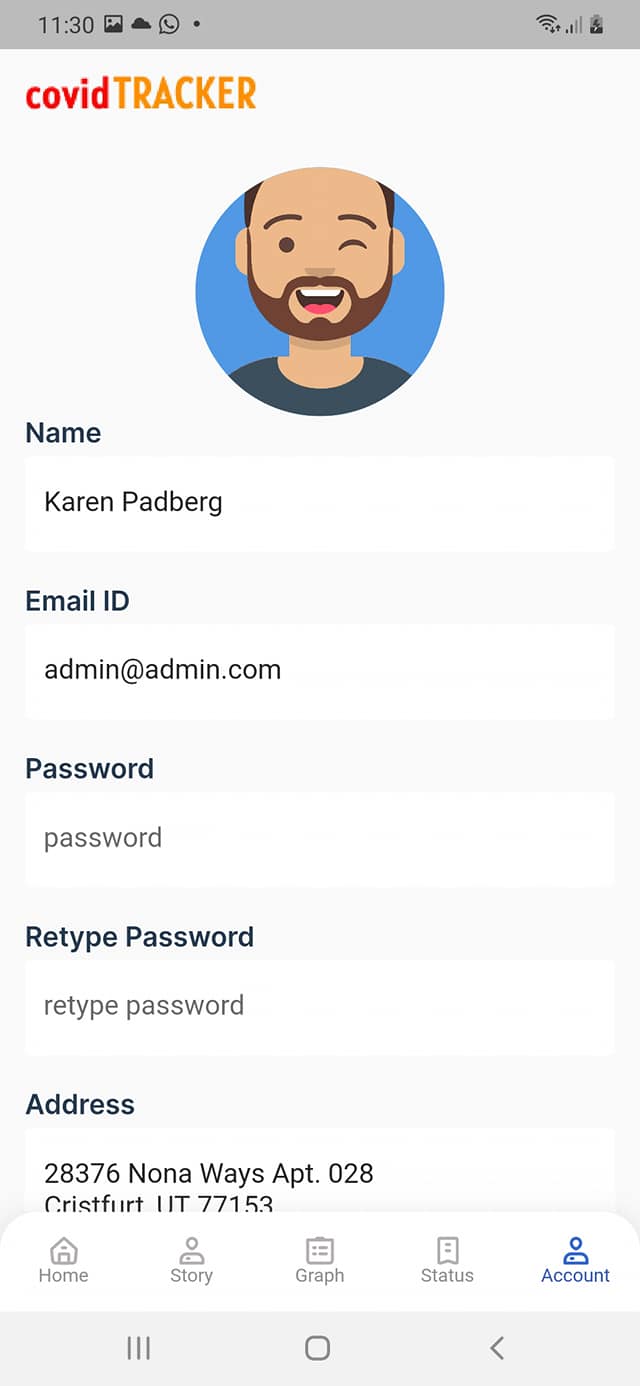 11:30
covidTRACKER
Name
Karen Padberg
Email ID
admin@admin.com
Password
password
Retype Password
retype password
Address
28376 Nona Ways Apt. 028
Cristfurt, UT 77153
Home Story Graph Status Account